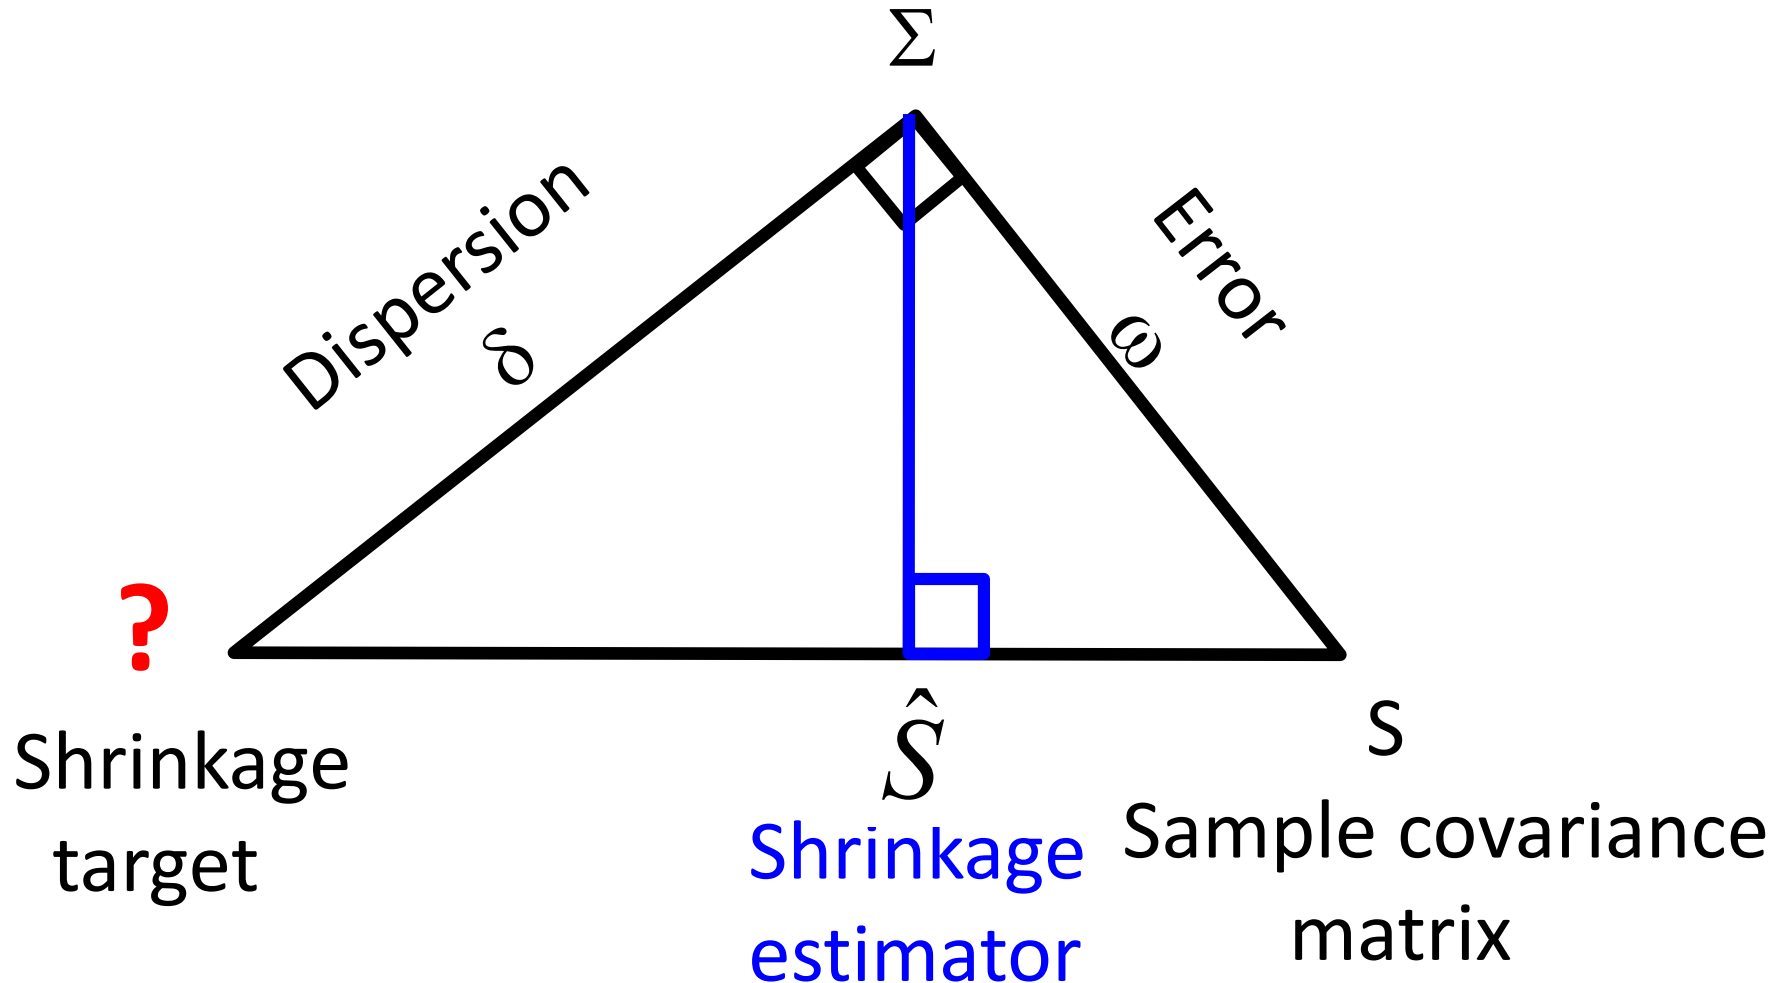 Σ
Dispersion
δ
Error
ω
?
Shrinkage
target
Ŝ
Shrinkage
estimator
S
Sample covariance
matrix